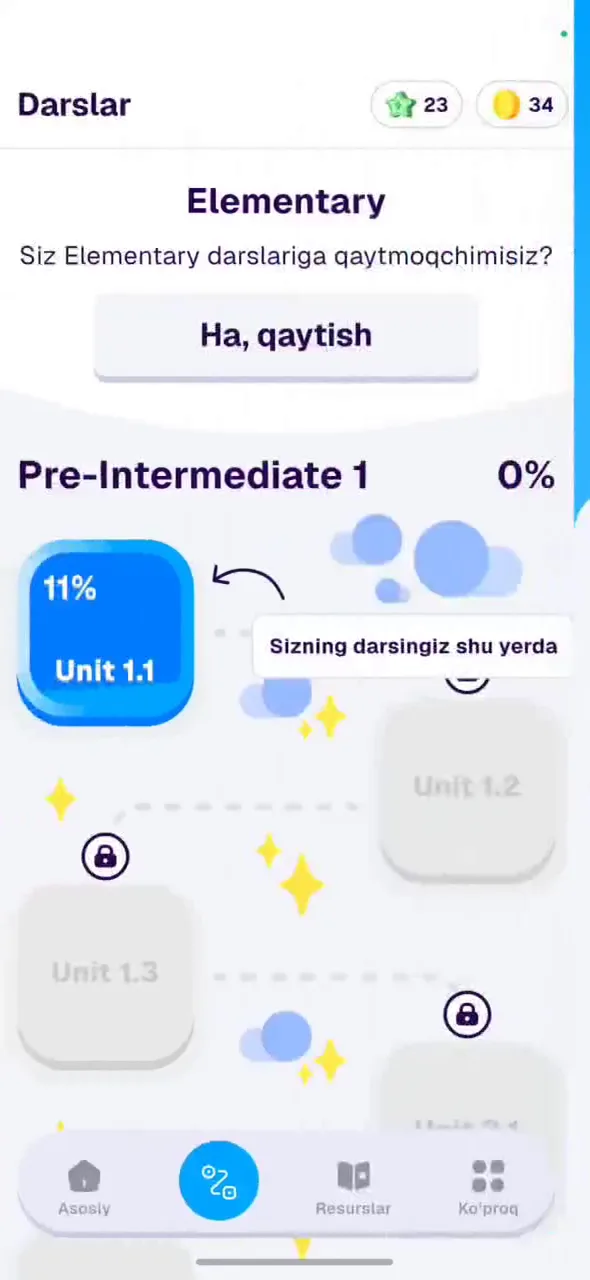 Darslar
23
34
Elementary
Siz Elementary darslariga qaytmoqchimisiz?
Ha, qaytish
Pre-Intermediate 1
0%
11%
Unit 1.1
Sizning darsingiz shu yerda
Unit 1.2
Unit 1.3
Asosiy
Resurslar
Ko'proq